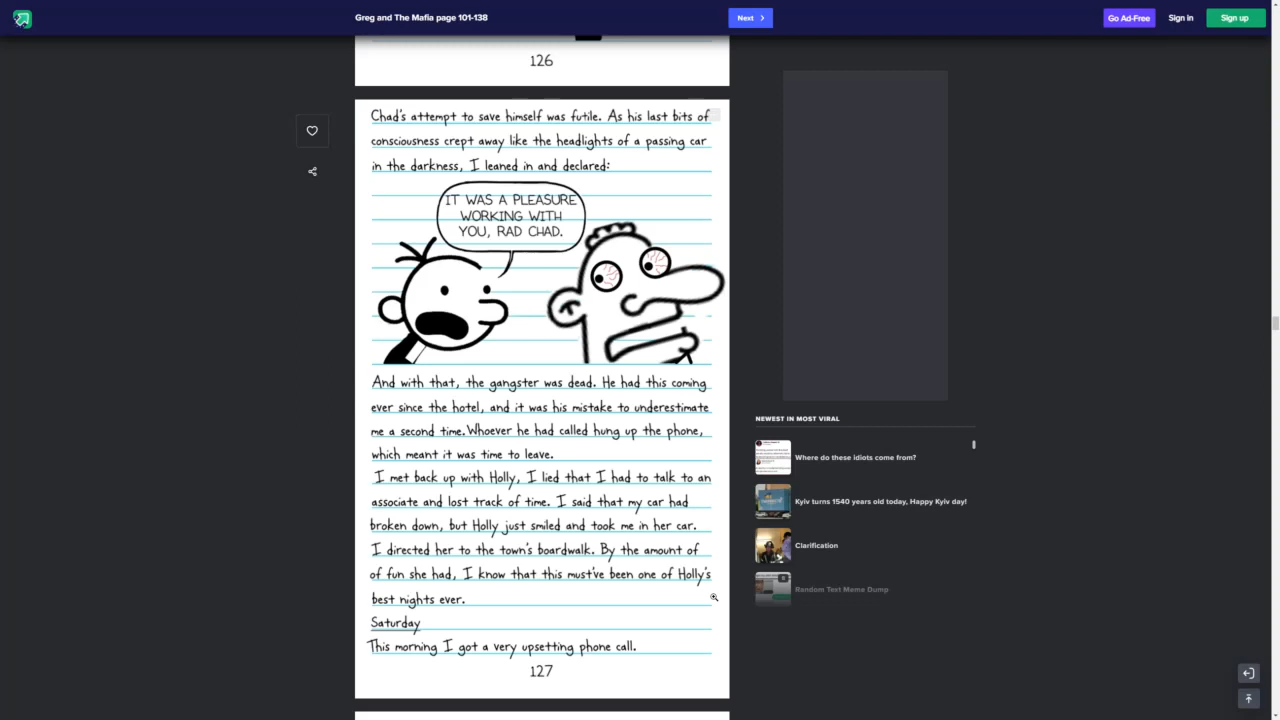 Greg and The Mafia page 101-138
Next
Go Ad-Free
Sign in
Sign up
126
Chad's attempt to save himself was futile. As his last bits of
consciousness crept away like the headlights of a passing car
in the darkness, I leaned in and declared:
IT WAS A PLEASURE
WORKING WITH
YOU, RAD CHAD.
And with that, the gangster was dead. He had this coming
ever since the hotel, and it was his mistake to underestimate
me a second time. Whoever he had called hung up the phone,
which meant it was time to leave.
I met back up with Holly, I lied that I had to talk to an
associate and lost track of time. I said that my car had
broken down, but Holly just smiled and took me in her car.
I directed her to the town's boardwalk. By the amount of
of fun she had, I know that this must've been one of Holly's
best nights ever.
Saturday
This morning I got a very upsetting phone call.
127
NEWEST IN MOST VIRAL
Where do these idiots come from?
Kyiv turns 1540 years old today, Happy Kyiv day!
Clarification
Random Text Meme Dump